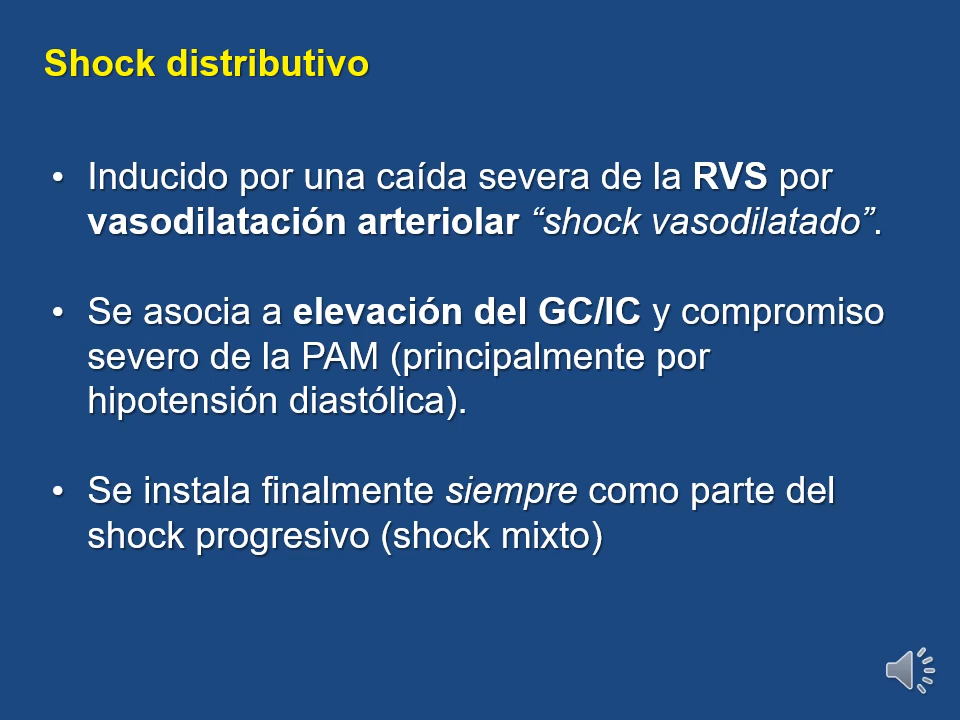 Shock distributivo
• Inducido por una caída severa de la RVS por
vasodilatación arteriolar “shock vasodilatado”.
• Se asocia a elevación del GC/IC y compromiso
severo de la PAM (principalmente por
hipotensión diastólica).
• Se instala finalmente siempre como parte del
shock progresivo (shock mixto)